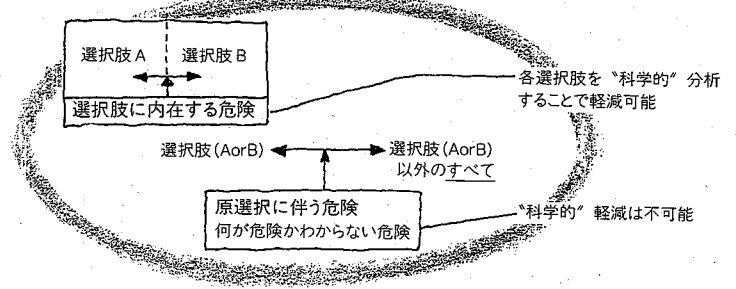 選択肢A 選択肢B
各選択肢を〝科学的〟分析
することで軽減可能
選択肢に内在する危険
選択肢(AorB) 選択肢(AorB)
以外のすべて
原選択に伴う危険
何が危険かわからない危険
〝科学的〟軽減は不可能